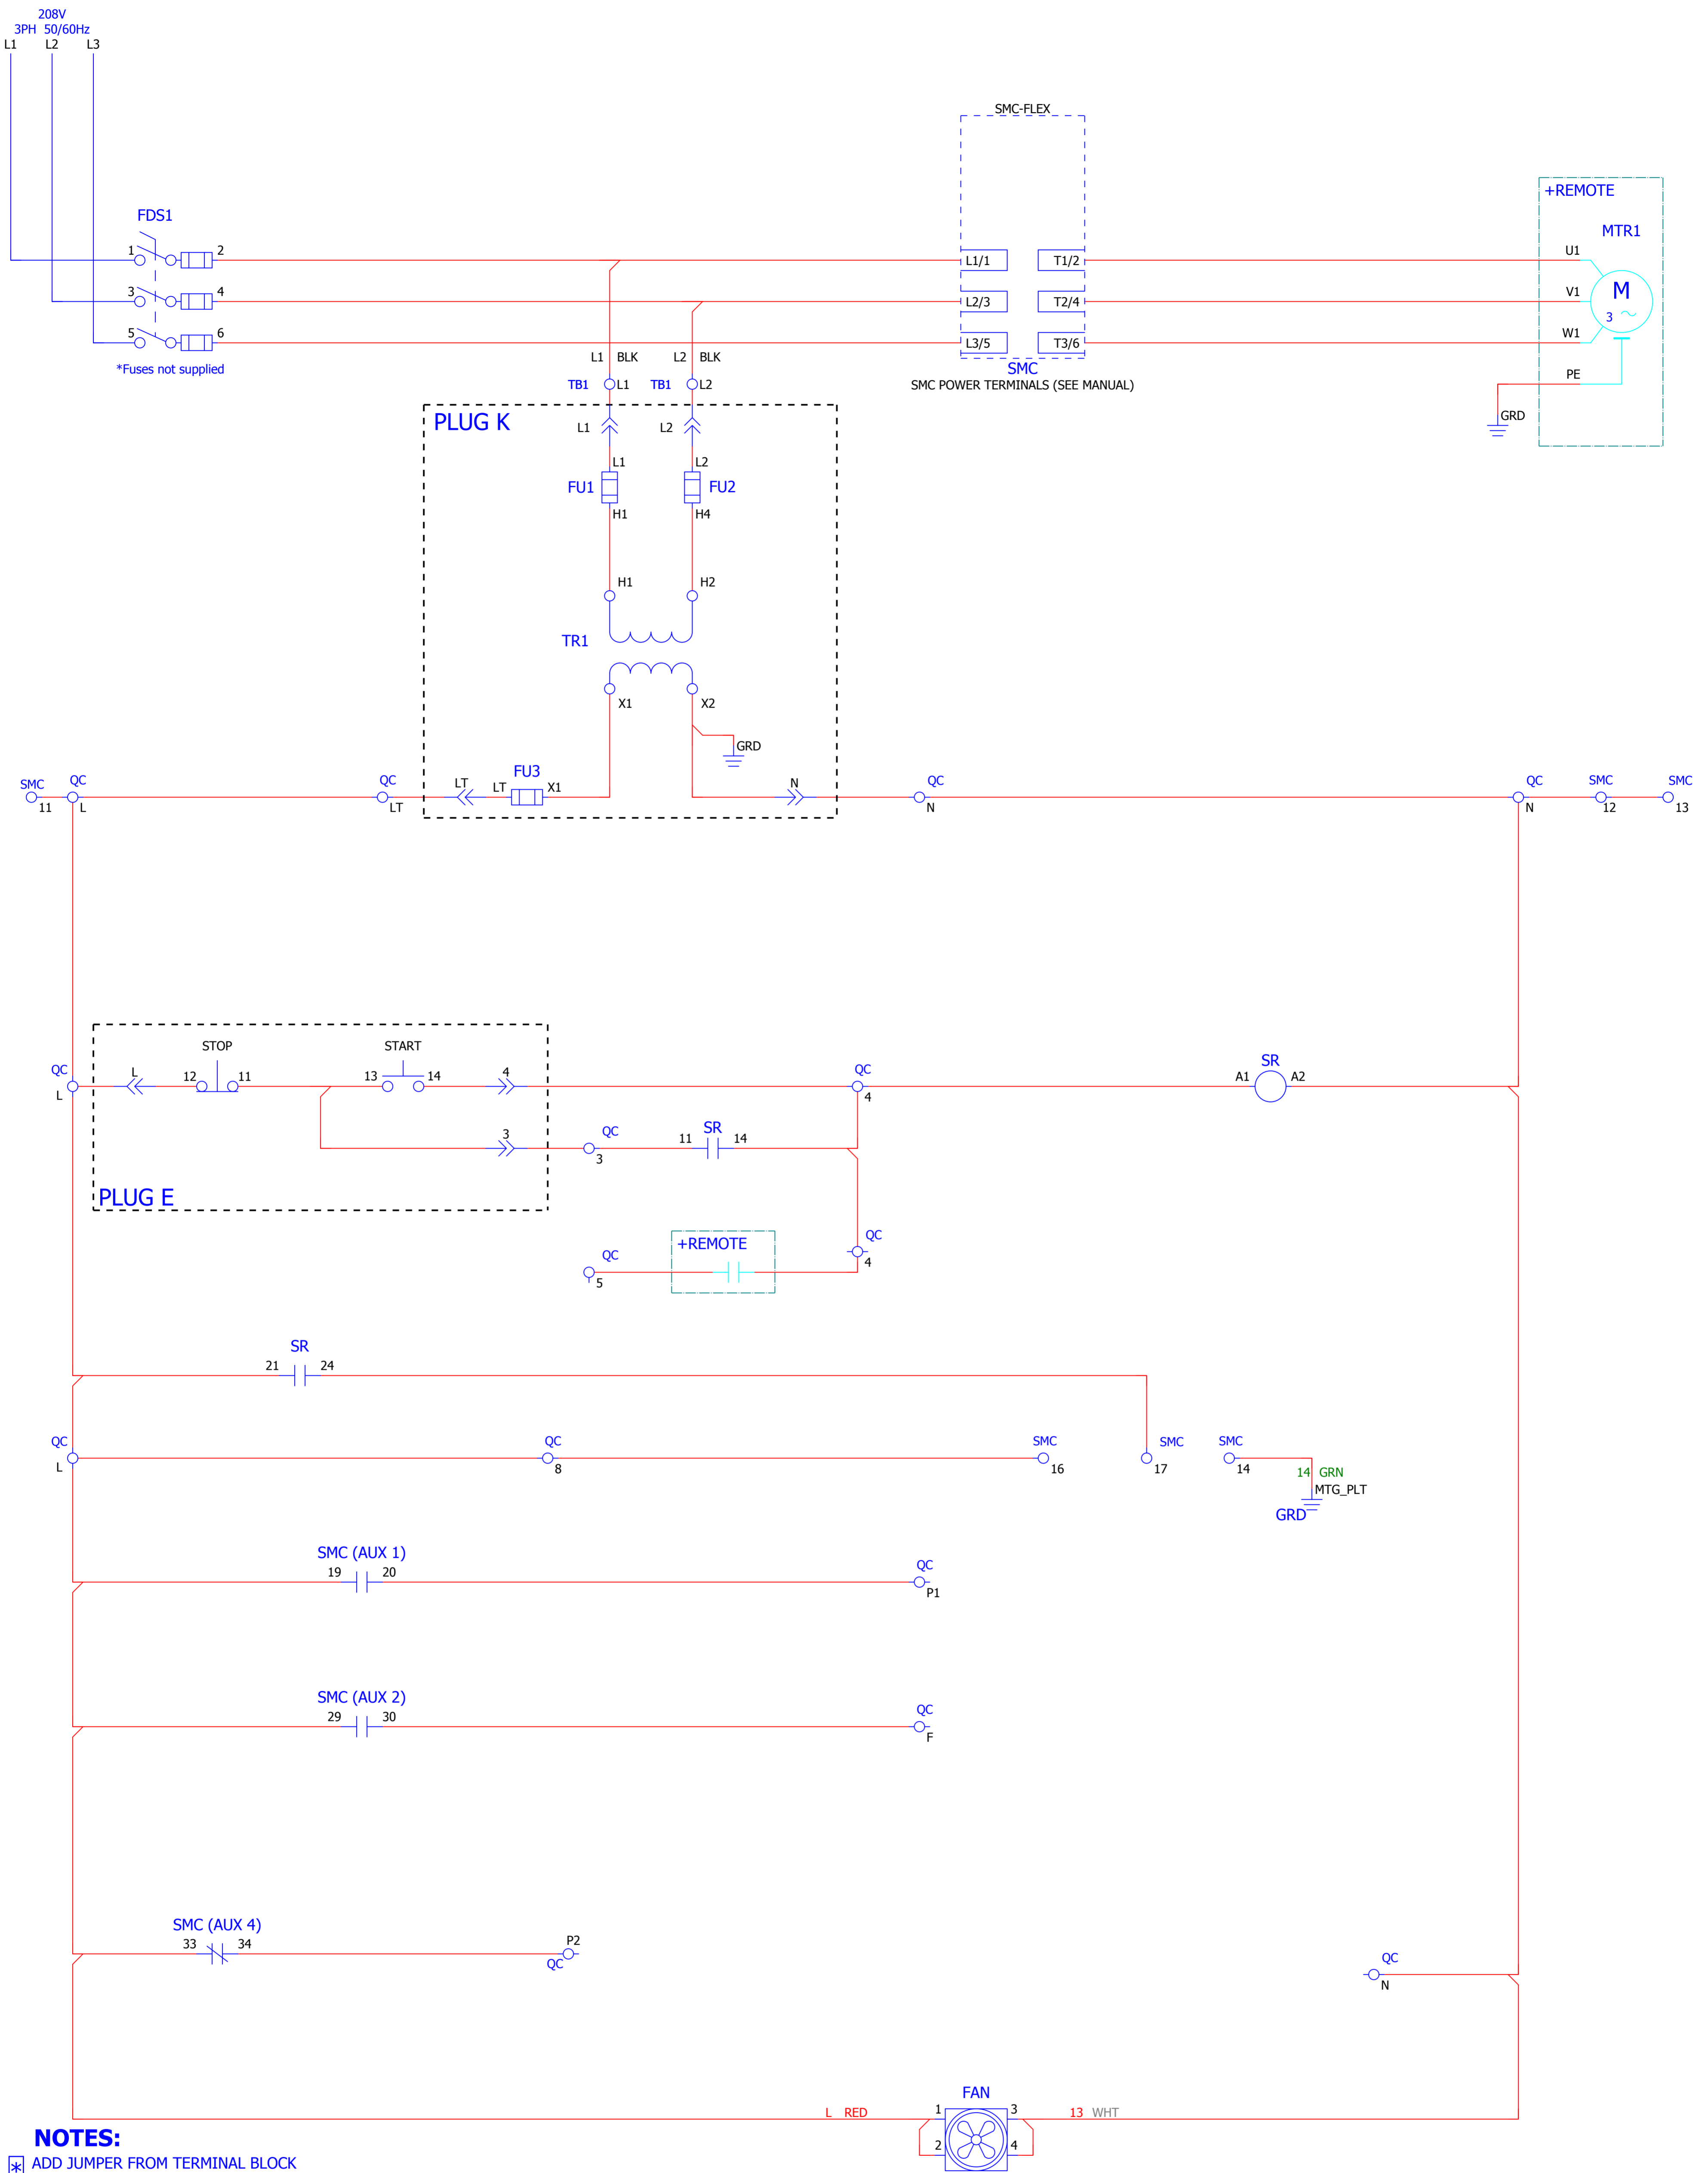 208V
3PH 50/60Hz
L1 L2 L3
SMC-FLEX
+REMOTE
FDS1
MTR1
1 2 L1/1 T1/2 U1
3 4 L2/3 T2/4 V1 M
3
5 6 L3/5 T3/6 W1
*Fuses not supplied
L1 BLK L2 BLK
SMC
SMC POWER TERMINALS (SEE MANUAL)
PE
TB1 L1 TB1 L2
GRD
PLUG K
L1 L2
L1 L2
FU1 FU2
H1 H4
H1 H2
TR1
X1 X2
GRD
SMC QC QC LT FU3 N QC QC SMC SMC
LT X1
11 L LT N N 12 13
STOP START
QC L 12 11 13 14 4 QC SR
A1 A2
L 4
3 QC SR
11 14
3
PLUG E
QC +REMOTE QC
5 4
SR
21 24
QC QC SMC SMC SMC
L 8 16 17 14
14 GRN
MTG_PLT
GRD
SMC (AUX 1)
19 20 QC
P1
SMC (AUX 2)
29 30 QC
F
SMC (AUX 4)
33 34 P2
QC
QC
N
FAN
L RED 1 3 13 WHT
2 4
NOTES:
* ADD JUMPER FROM TERMINAL BLOCK